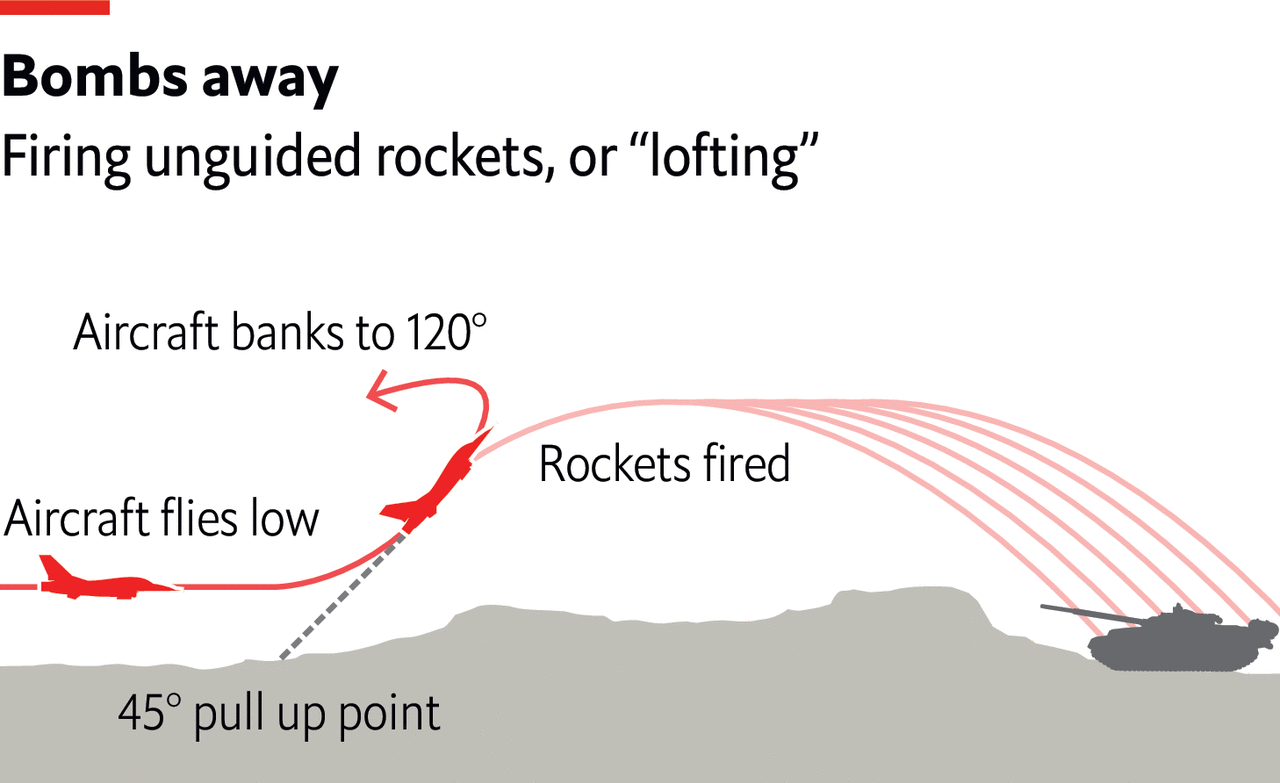 Bombs away
Firing unguided rockets, or “lofting”
Aircraft banks to 120°
Rockets fired
Aircraft flies low
45° pull up point